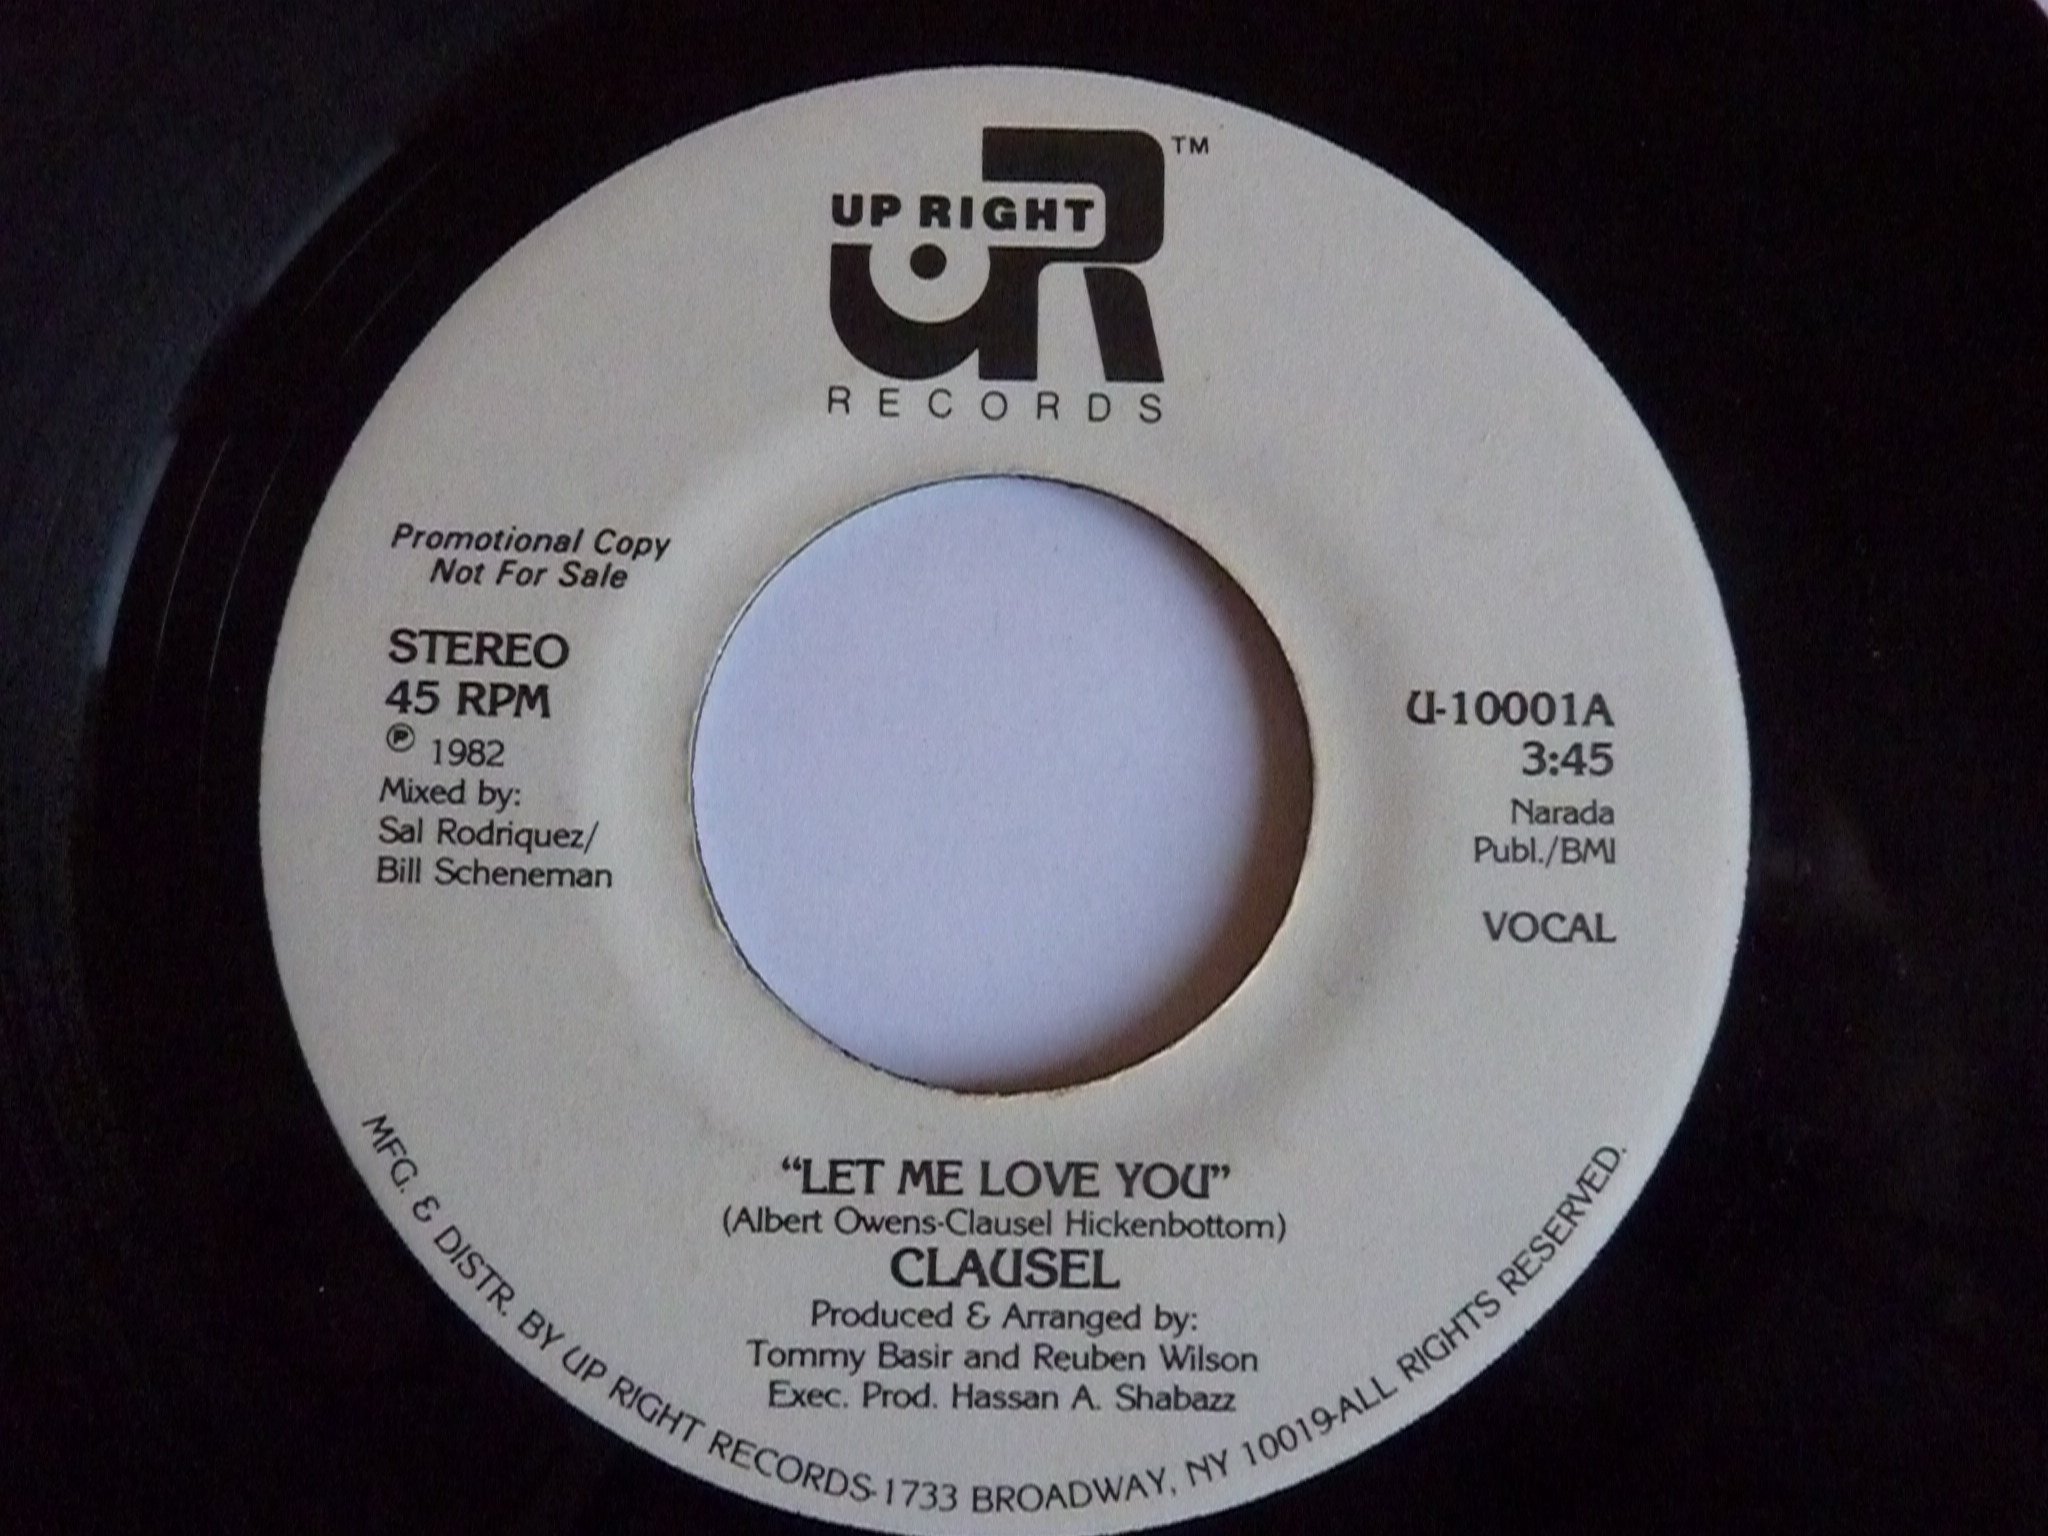 TM
UP RIGHT
RECORDS
Promotional Copy
Not For Sale
STEREO
45 RPM
℗ 1982
Mixed by:
Sal Rodriquez/
Bill Scheneman
U-10001A
3:45
Narada
Publ./BMI
VOCAL
"LET ME LOVE YOU"
(Albert Owens-Clausel Hickenbottom)
CLAUSEL
Produced & Arranged by:
Tommy Basir and Reuben Wilson
Exec. Prod. Hassan A. Shabazz
MFG. & DISTR. BY UP RIGHT RECORDS-1733 BROADWAY, NY 10019-ALL RIGHTS RESERVED.